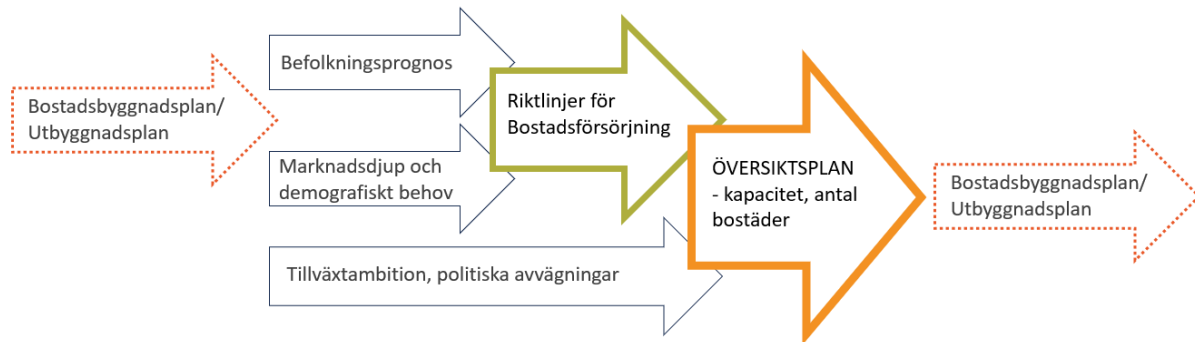 Bostadsbyggnadsplan/
Utbyggnadsplan
Befolkningsprognos
Marknadsdjup och
demografiskt behov
Tillväxtambition, politiska avvägningar
Riktlinjer för
Bostadsförsörjning
ÖVERSIKTSPLAN
- kapacitet, antal
bostäder
Bostadsbyggnadsplan/
Utbyggnadsplan